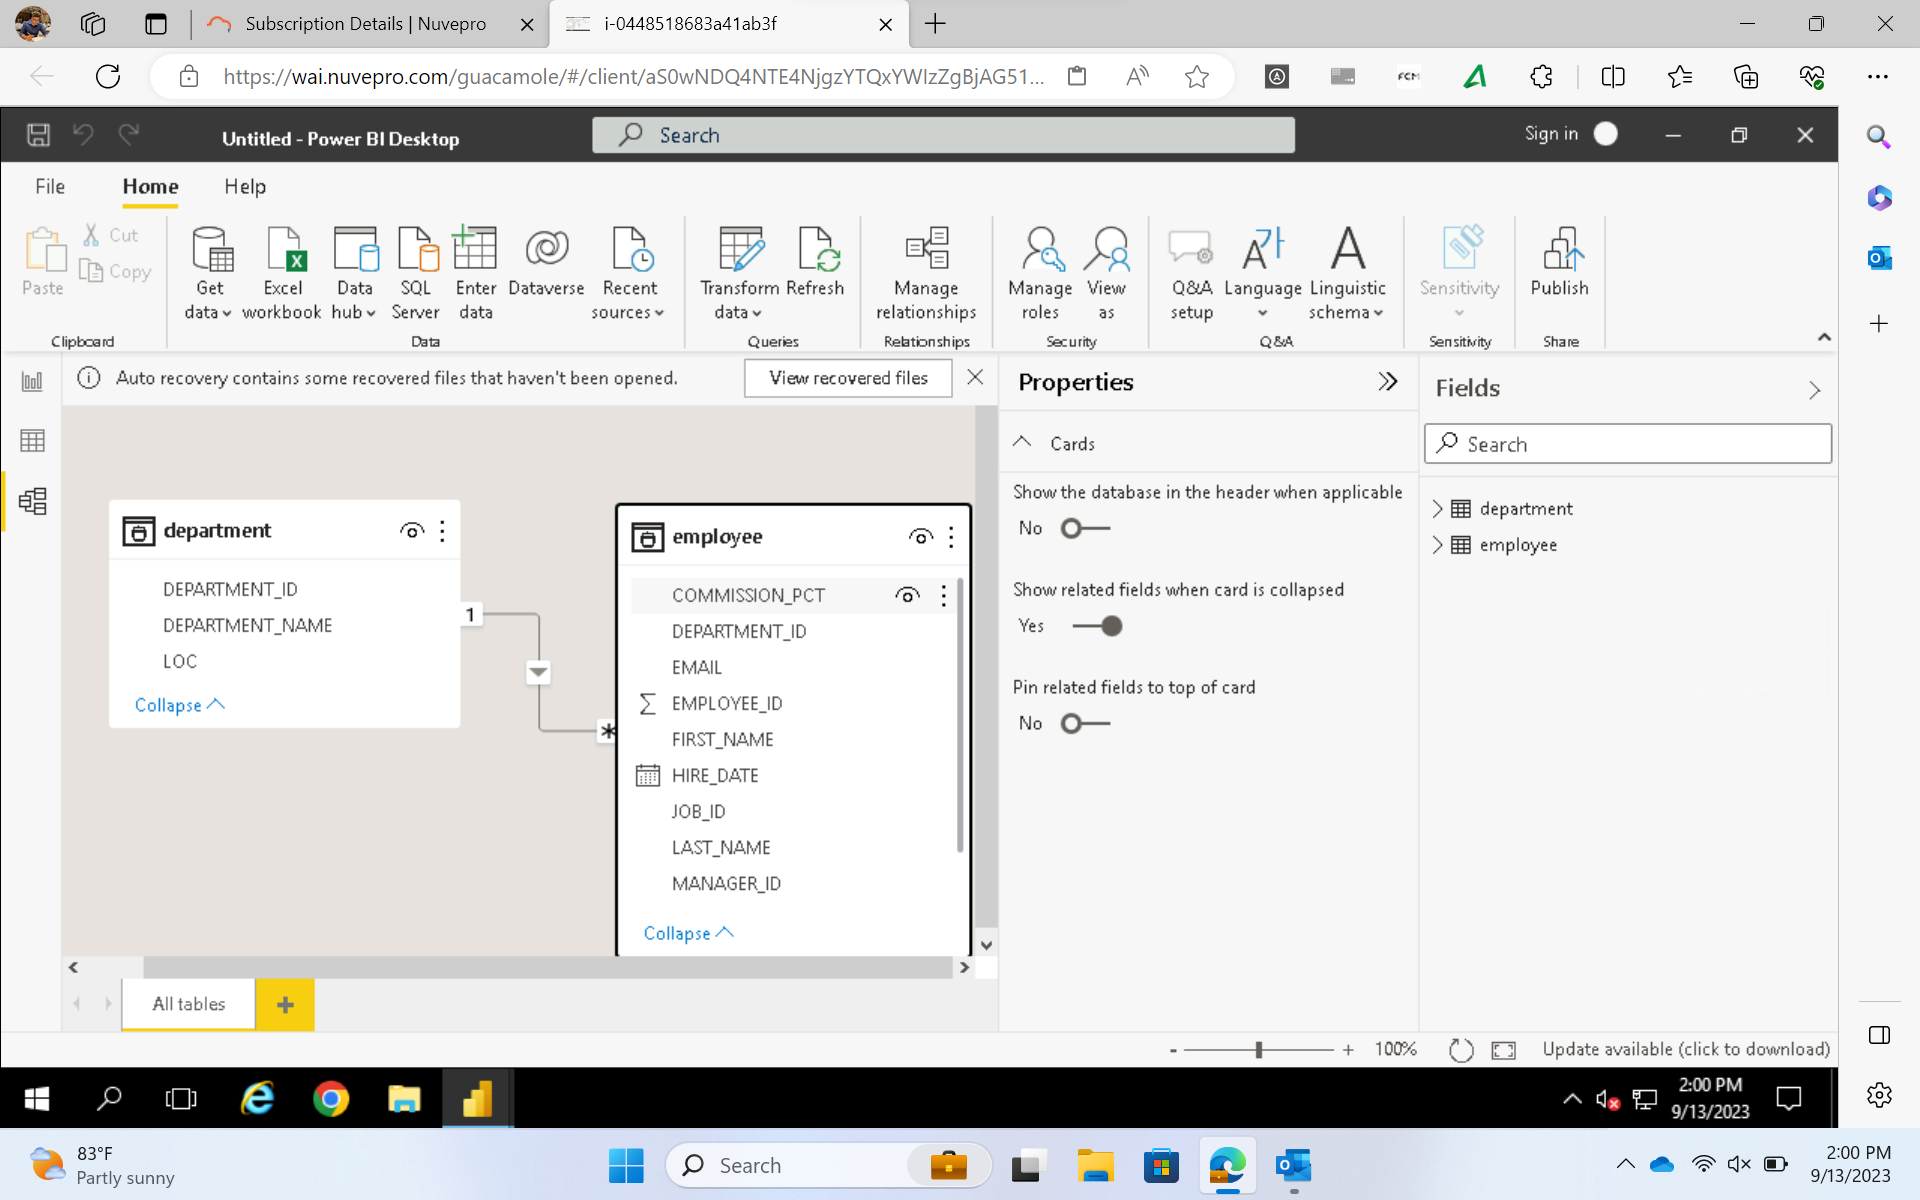 Subscription Details | Nuvepro
i-0448518683a41ab3f
https://wai.nuvepro.com/guacamole/#/client/aS0wNDQ4NTE4NjgzYTQxYWIzZgBjAG51...
FCM
Untitled - Power BI Desktop
Search
Sign in
File
Home
Help
Paste
Cut
Copy
Clipboard
Get data
Excel workbook
Data hub
SQL Server
Enter data
Dataverse
Recent sources
Data
Transform data
Refresh
Queries
Manage relationships
Relationships
Manage roles
View as
Security
Q&A setup
Language
Linguistic schema
Q&A
Sensitivity
Sensitivity
Publish
Share
Auto recovery contains some recovered files that haven't been opened.
View recovered files
department
DEPARTMENT_ID
DEPARTMENT_NAME
LOC
Collapse
1
*
employee
COMMISSION_PCT
DEPARTMENT_ID
EMAIL
EMPLOYEE_ID
FIRST_NAME
HIRE_DATE
JOB_ID
LAST_NAME
MANAGER_ID
Collapse
Properties
Cards
Show the database in the header when applicable
No
Show related fields when card is collapsed
Yes
Pin related fields to top of card
No
Fields
Search
department
employee
All tables
+
- + 100%
Update available (click to download)
2:00 PM
9/13/2023
83°F
Partly sunny
Search
2:00 PM
9/13/2023